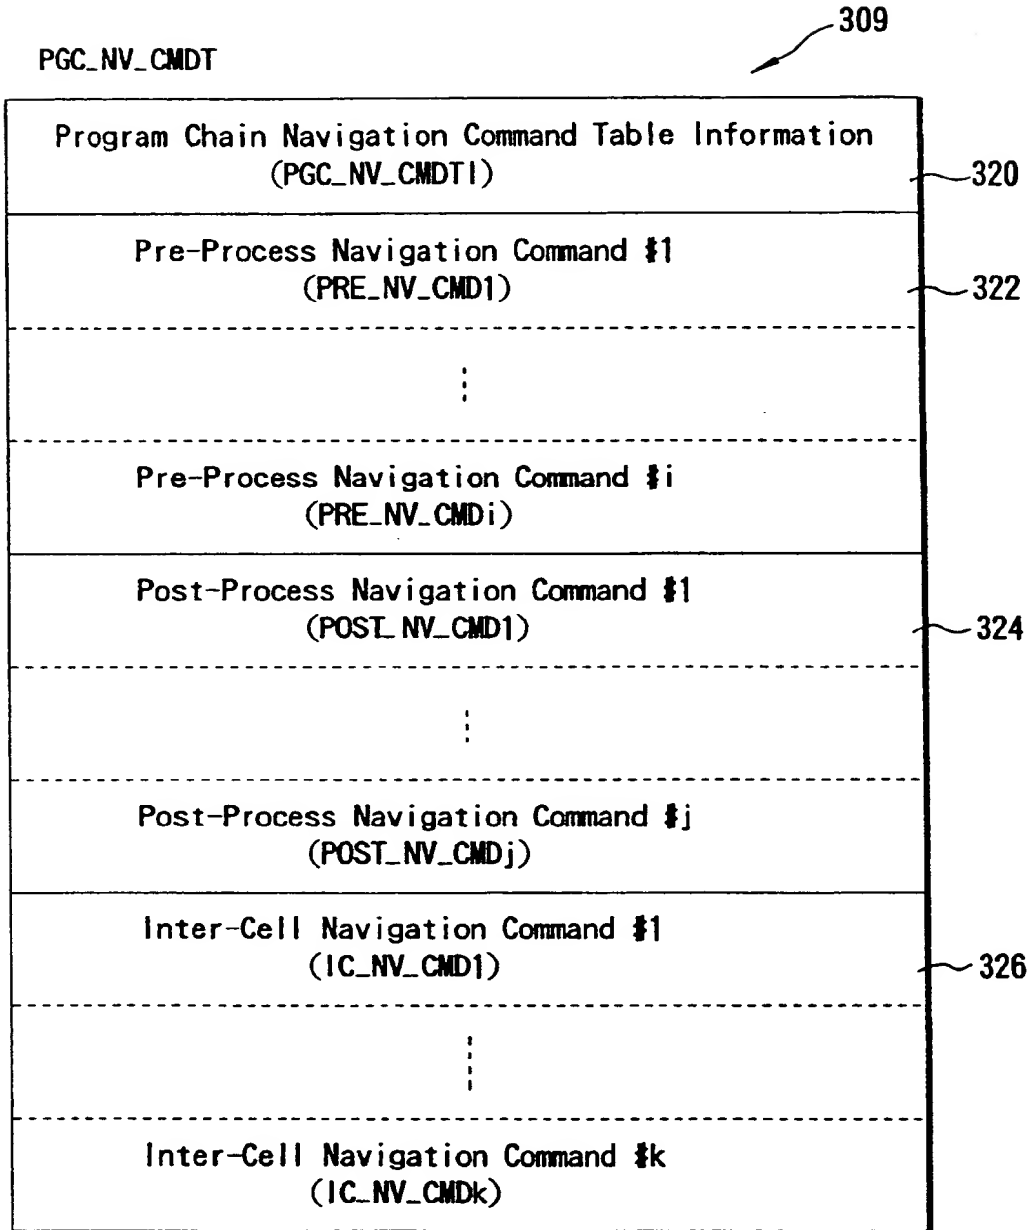 309
PGC_NV_CMDT
Program Chain Navigation Command Table Information
(PGC_NV_CMDTI)
320
Pre-Process Navigation Command #1
(PRE_NV_CMD1)
322
Pre-Process Navigation Command #i
(PRE_NV_CMDi)
Post-Process Navigation Command #1
(POST_NV_CMD1)
324
Post-Process Navigation Command #j
(POST_NV_CMDj)
Inter-Cell Navigation Command #1
(IC_NV_CMD1)
326
Inter-Cell Navigation Command #k
(IC_NV_CMDk)